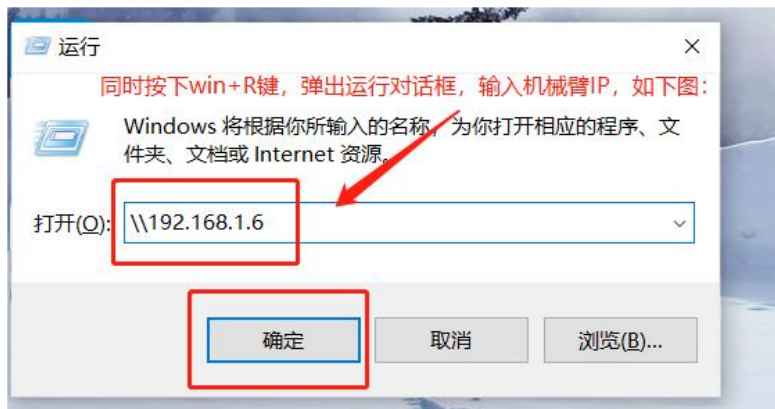 运行
同时按下win+R键，弹出运行对话框，输入机械臂IP，如下图：
Windows 将根据你所输入的名称，为你打开相应的程序、文
件夹、文档或 Internet 资源。
打开(O): \\192.168.1.6
确定 取消 浏览(B)...